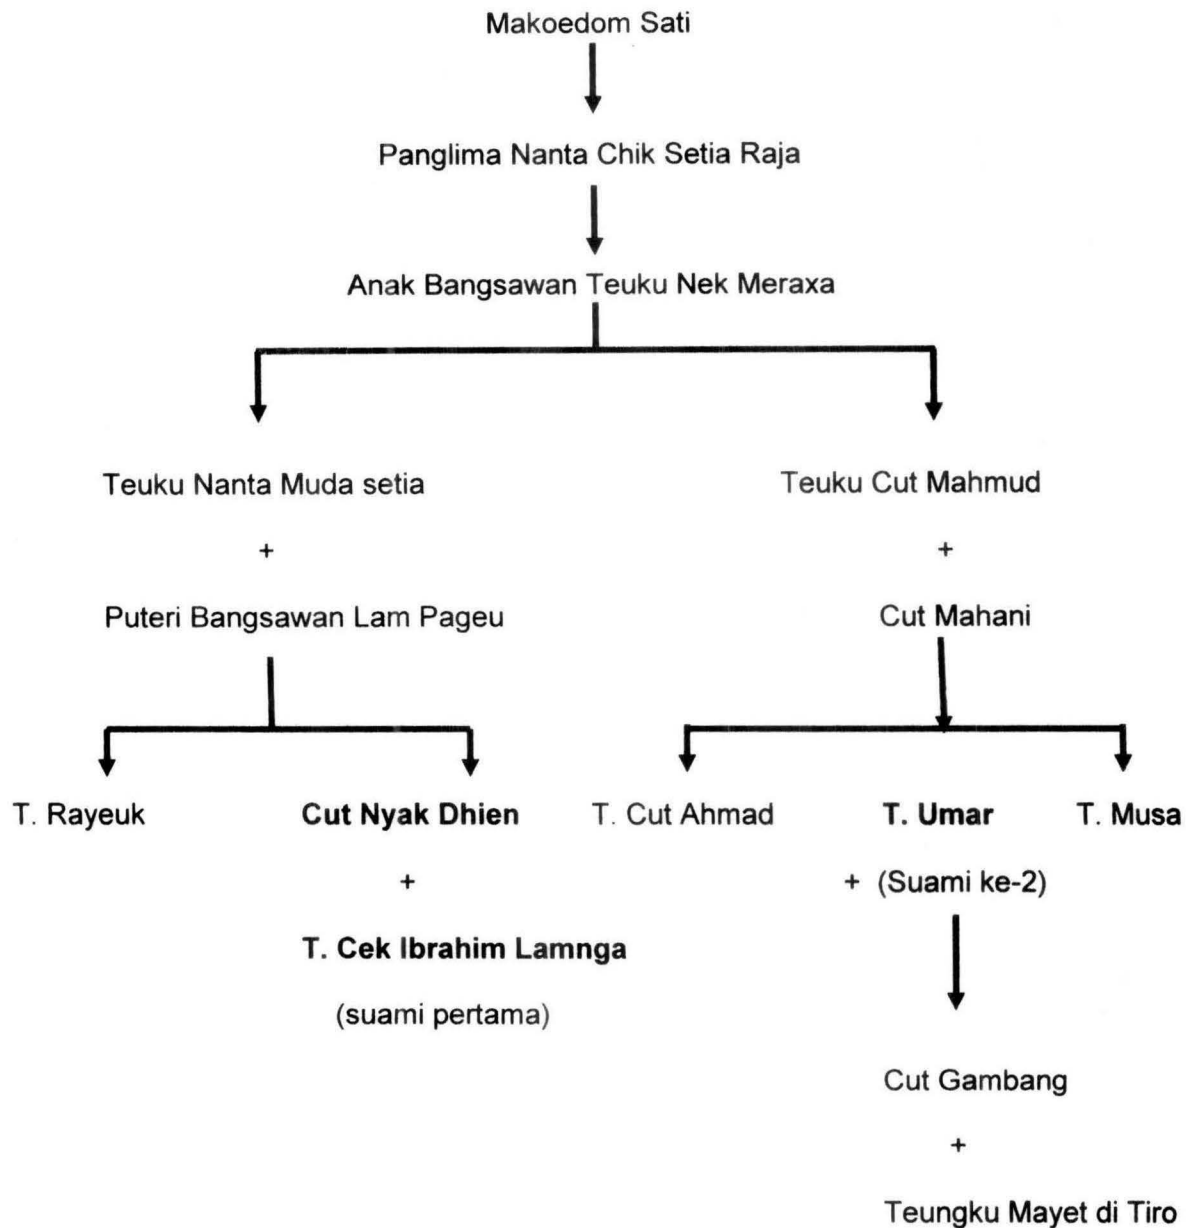 Makoedom Sati
Panglima Nanta Chik Setia Raja
Anak Bangsawan Teuku Nek Meraxa
Teuku Nanta Muda setia Teuku Cut Mahmud
+ +
Puteri Bangsawan Lam Pageu Cut Mahani
T. Rayeuk Cut Nyak Dhien T. Cut Ahmad T. Umar T. Musa
+ + (Suami ke-2)
T. Cek Ibrahim Lamnga
(suami pertama)
Cut Gambang
+
Teungku Mayet di Tiro